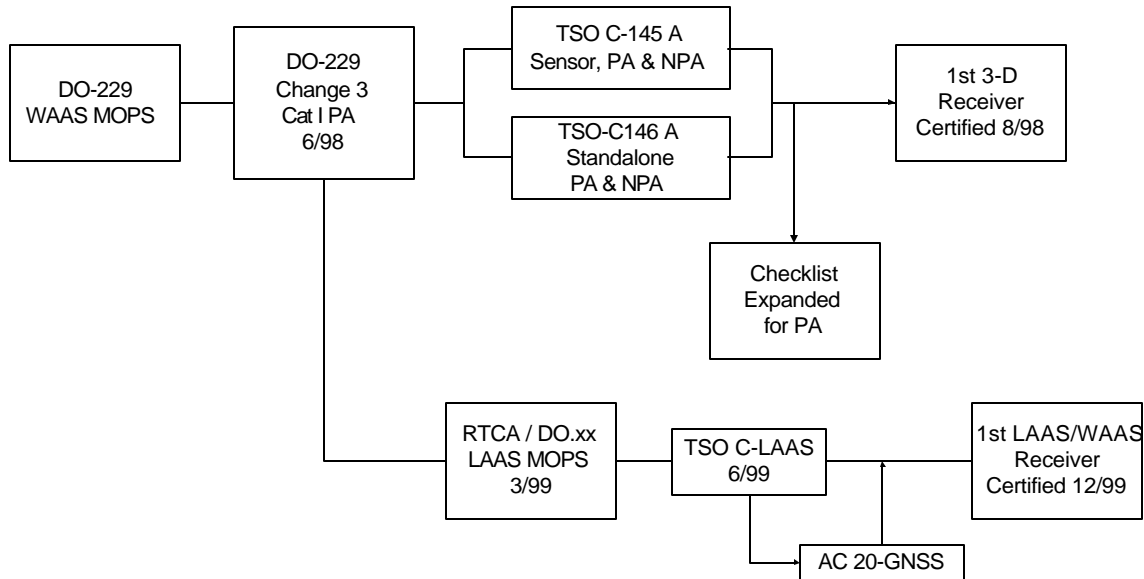 DO-229
WAAS MOPS
DO-229
Change 3
Cat I PA
6/98
TSO C-145 A
Sensor, PA & NPA
TSO-C146 A
Standalone
PA & NPA
1st 3-D
Receiver
Certified 8/98
Checklist
Expanded
for PA
RTCA / DO.xx
LAAS MOPS
3/99
TSO C-LAAS
6/99
1st LAAS/WAAS
Receiver
Certified 12/99
AC 20-GNSS